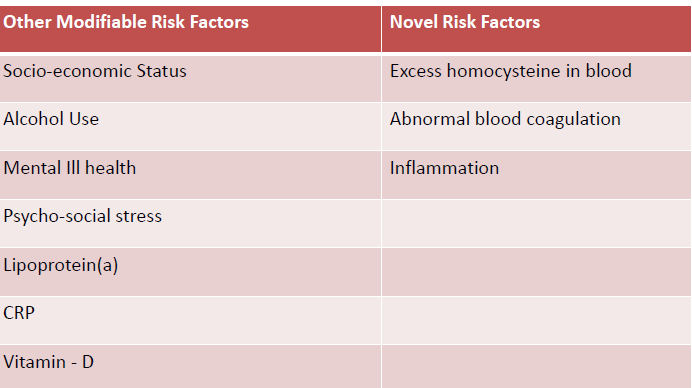 Other Modifiable Risk Factors Novel Risk Factors
Socio-economic Status Excess homocysteine in blood
Alcohol Use Abnormal blood coagulation
Mental Ill health Inflammation
Psycho-social stress
Lipoprotein(a)
CRP
Vitamin - D